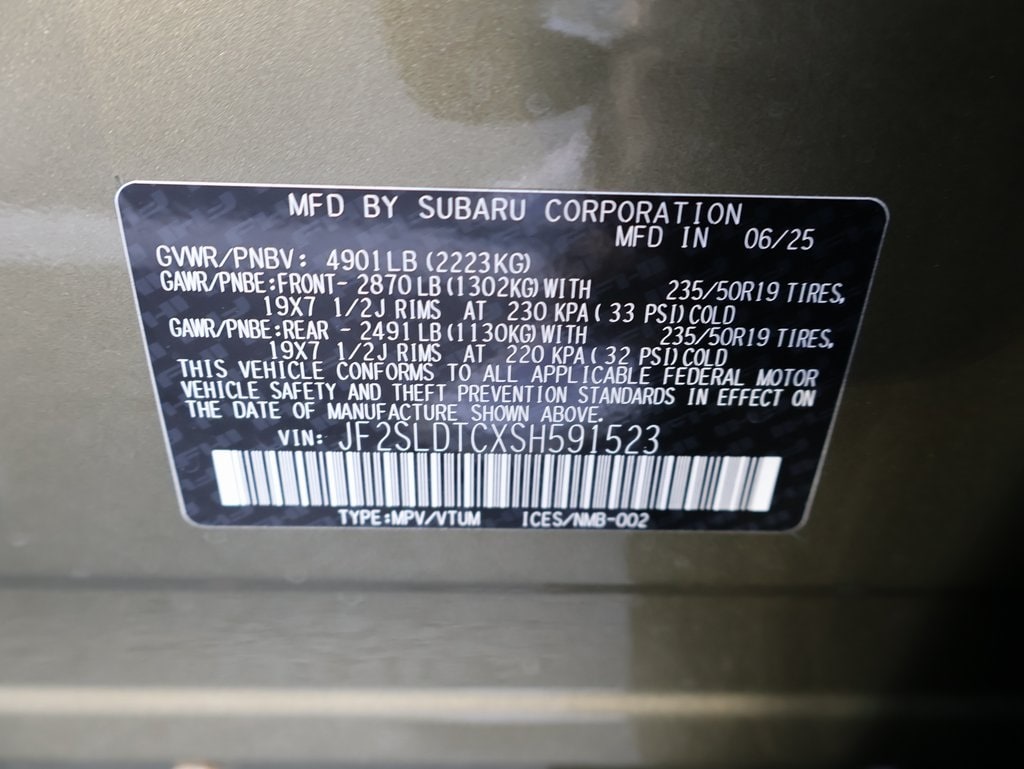 MFD BY SUBARU CORPORATION
MFD IN 06/25
GVWR/PNBV: 4901LB (2223KG)
GAWR/PNBE:FRONT- 2870 LB (1302KG) WITH 235/50R19 TIRES,
19X7 1/2J RIMS AT 230 KPA ( 33 PSI) COLD
GAWR/PNBE:REAR - 2491 LB (1130KG) WITH 235/50R19 TIRES,
19X7 1/2J RIMS AT 220 KPA ( 32 PSI) COLD
THIS VEHICLE CONFORMS TO ALL APPLICABLE FEDERAL MOTOR
VEHICLE SAFETY AND THEFT PREVENTION STANDARDS IN EFFECT ON
THE DATE OF MANUFACTURE SHOWN ABOVE.
VIN: JF2SLDTCXSH591523
TYPE:MPV/VTUM ICES/NMB-002